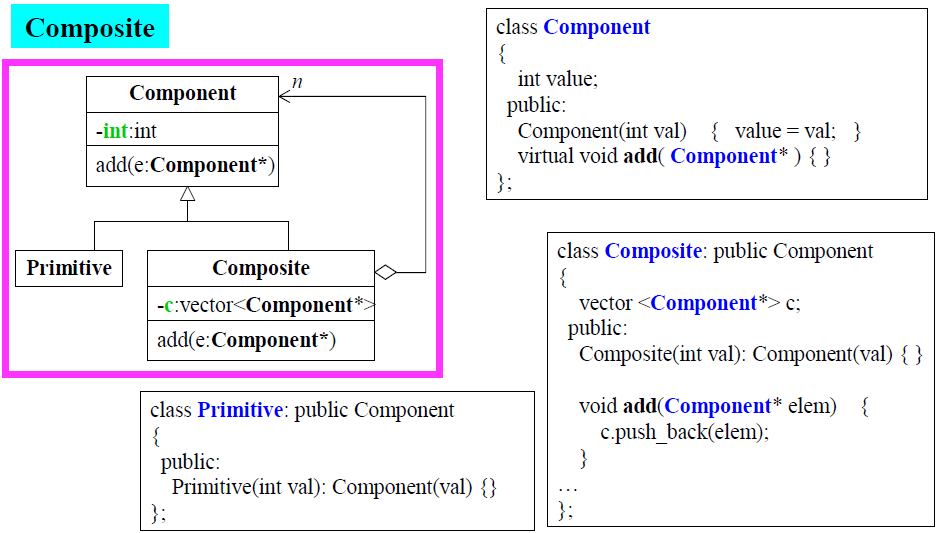 Composite
Component
n
-int:int
add(e:Component*)
Primitive
Composite
-c:vector<Component*>
add(e:Component*)
class Component
{
int value;
public:
Component(int val) { value = val; }
virtual void add( Component* ) { }
};
class Composite: public Component
{
vector <Component*> c;
public:
Composite(int val): Component(val) { }
void add(Component* elem) {
c.push_back(elem);
}
...
};
class Primitive: public Component
{
public:
Primitive(int val): Component(val) {}
};